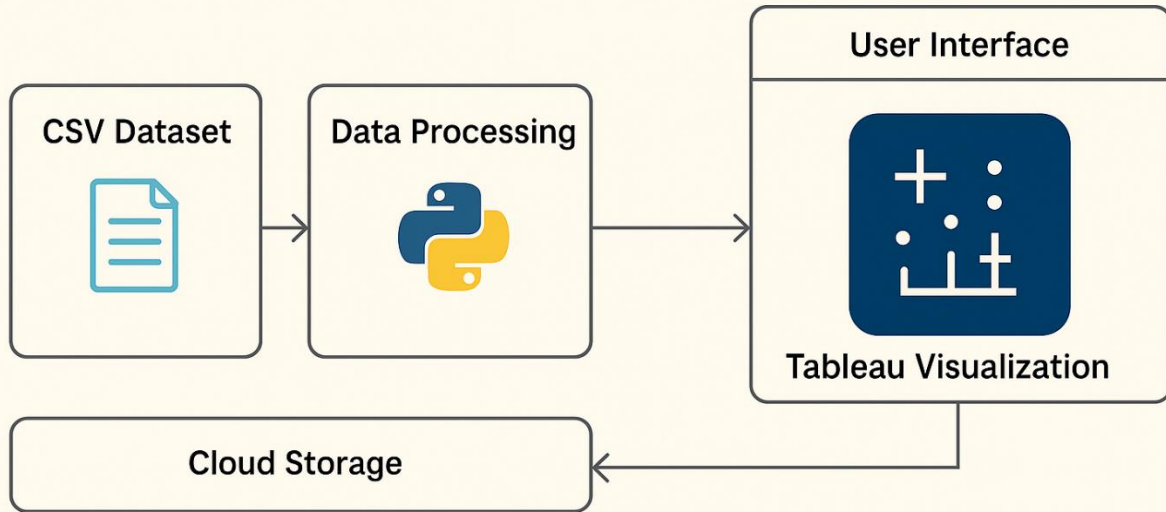 CSV Dataset
Data Processing
User Interface
Tableau Visualization
Cloud Storage